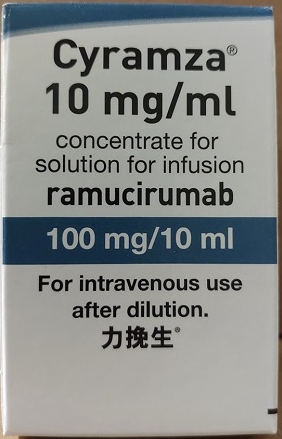 Cyramza®
10 mg/ml
concentrate for
solution for infusion
ramucirumab
100 mg/10 ml
For intravenous use
after dilution.
力挽生®